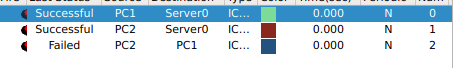 Successful PC1 Server0 IC... 0.000 N 0
Successful PC2 Server0 IC... 0.000 N 1
Failed PC2 PC1 IC... 0.000 N 2